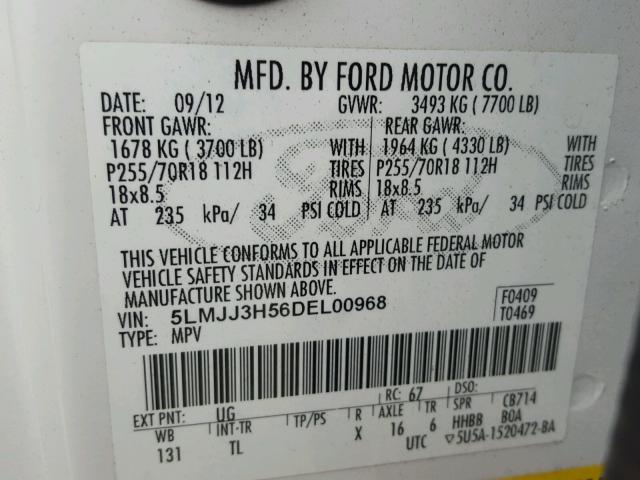 MFD. BY FORD MOTOR CO.
DATE: 09/12 GVWR: 3493 KG ( 7700 LB)
FRONT GAWR: REAR GAWR:
1678 KG ( 3700 LB) WITH 1964 KG ( 4330 LB) WITH
P255/70R18 112H TIRES P255/70R18 112H TIRES
18x8.5 RIMS 18x8.5 RIMS
AT 235 kPa/ 34 PSI COLD AT 235 kPa/ 34 PSI COLD
THIS VEHICLE CONFORMS TO ALL APPLICABLE FEDERAL MOTOR
VEHICLE SAFETY STANDARDS IN EFFECT ON THE DATE OF
MANUFACTURE SHOWN ABOVE.
VIN: 5LMJJ3H56DEL00968 F0409
TYPE: MPV T0469
RC: 67 DSO:
EXT PNT: UG AXLE TR SPR CB714
WB INT-TR TP/PS R 16 6 HHBB BOA
131 TL X UTC ▽5U5A-1520472-BA
Ford